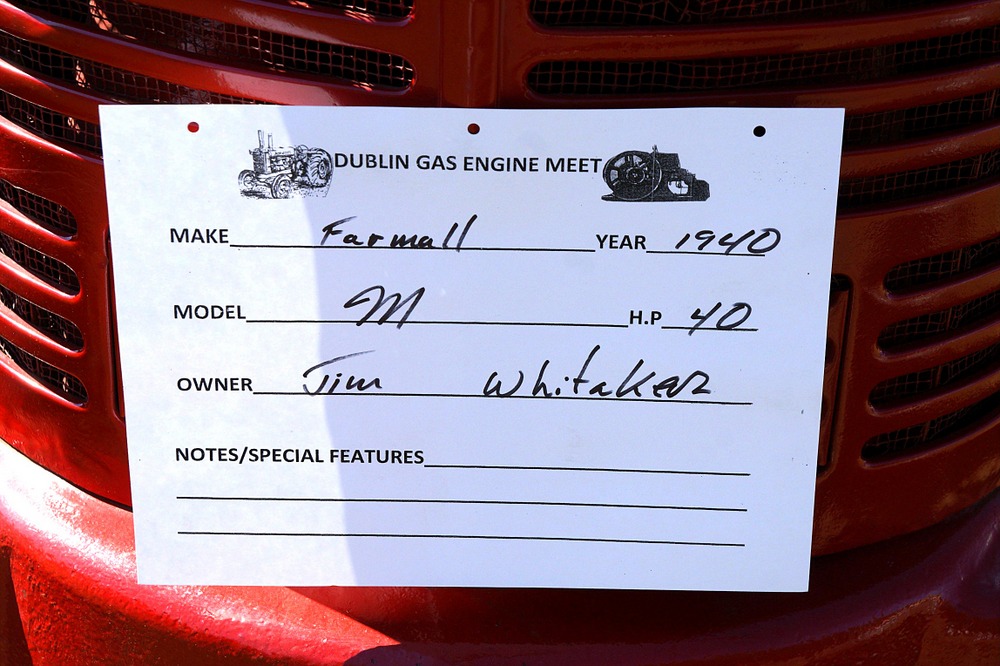 DUBLIN GAS ENGINE MEET
MAKE Farmall YEAR 1940
MODEL M H.P 40
OWNER Jim Whitaker
NOTES/SPECIAL FEATURES